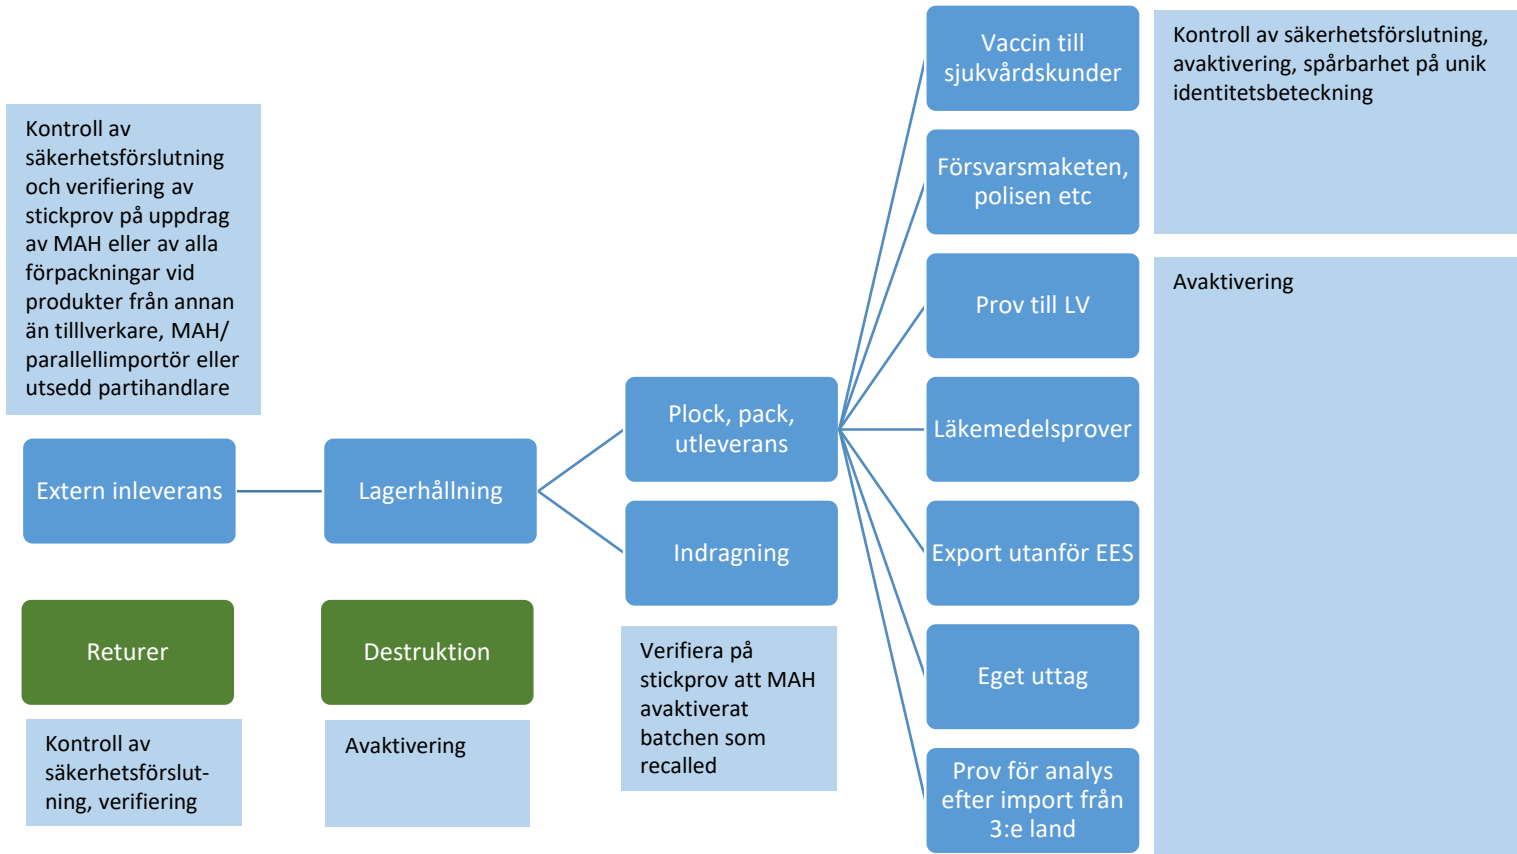 Kontroll av
säkerhetsförslutning
och verifiering av
stickprov på uppdrag
av MAH eller av alla
förpackningar vid
produkter från annan
än tilllverkare, MAH/
parallellimportör eller
utsedd partihandlare
Extern inleverans
Returer
Kontroll av
säkerhetsförslut-
ning, verifiering
Lagerhållning
Destruktion
Avaktivering
Plock, pack,
utleverans
Indragning
Verifiera på
stickprov att MAH
avaktiverat
batchen som
recalled
Vaccin till
sjukvårdskunder
Försvarsmaketen,
polisen etc
Prov till LV
Läkemedelsprover
Export utanför EES
Eget uttag
Prov för analys
efter import från
3:e land
Kontroll av säkerhetsförslutning,
avaktivering, spårbarhet på unik
identitetsbeteckning
Avaktivering